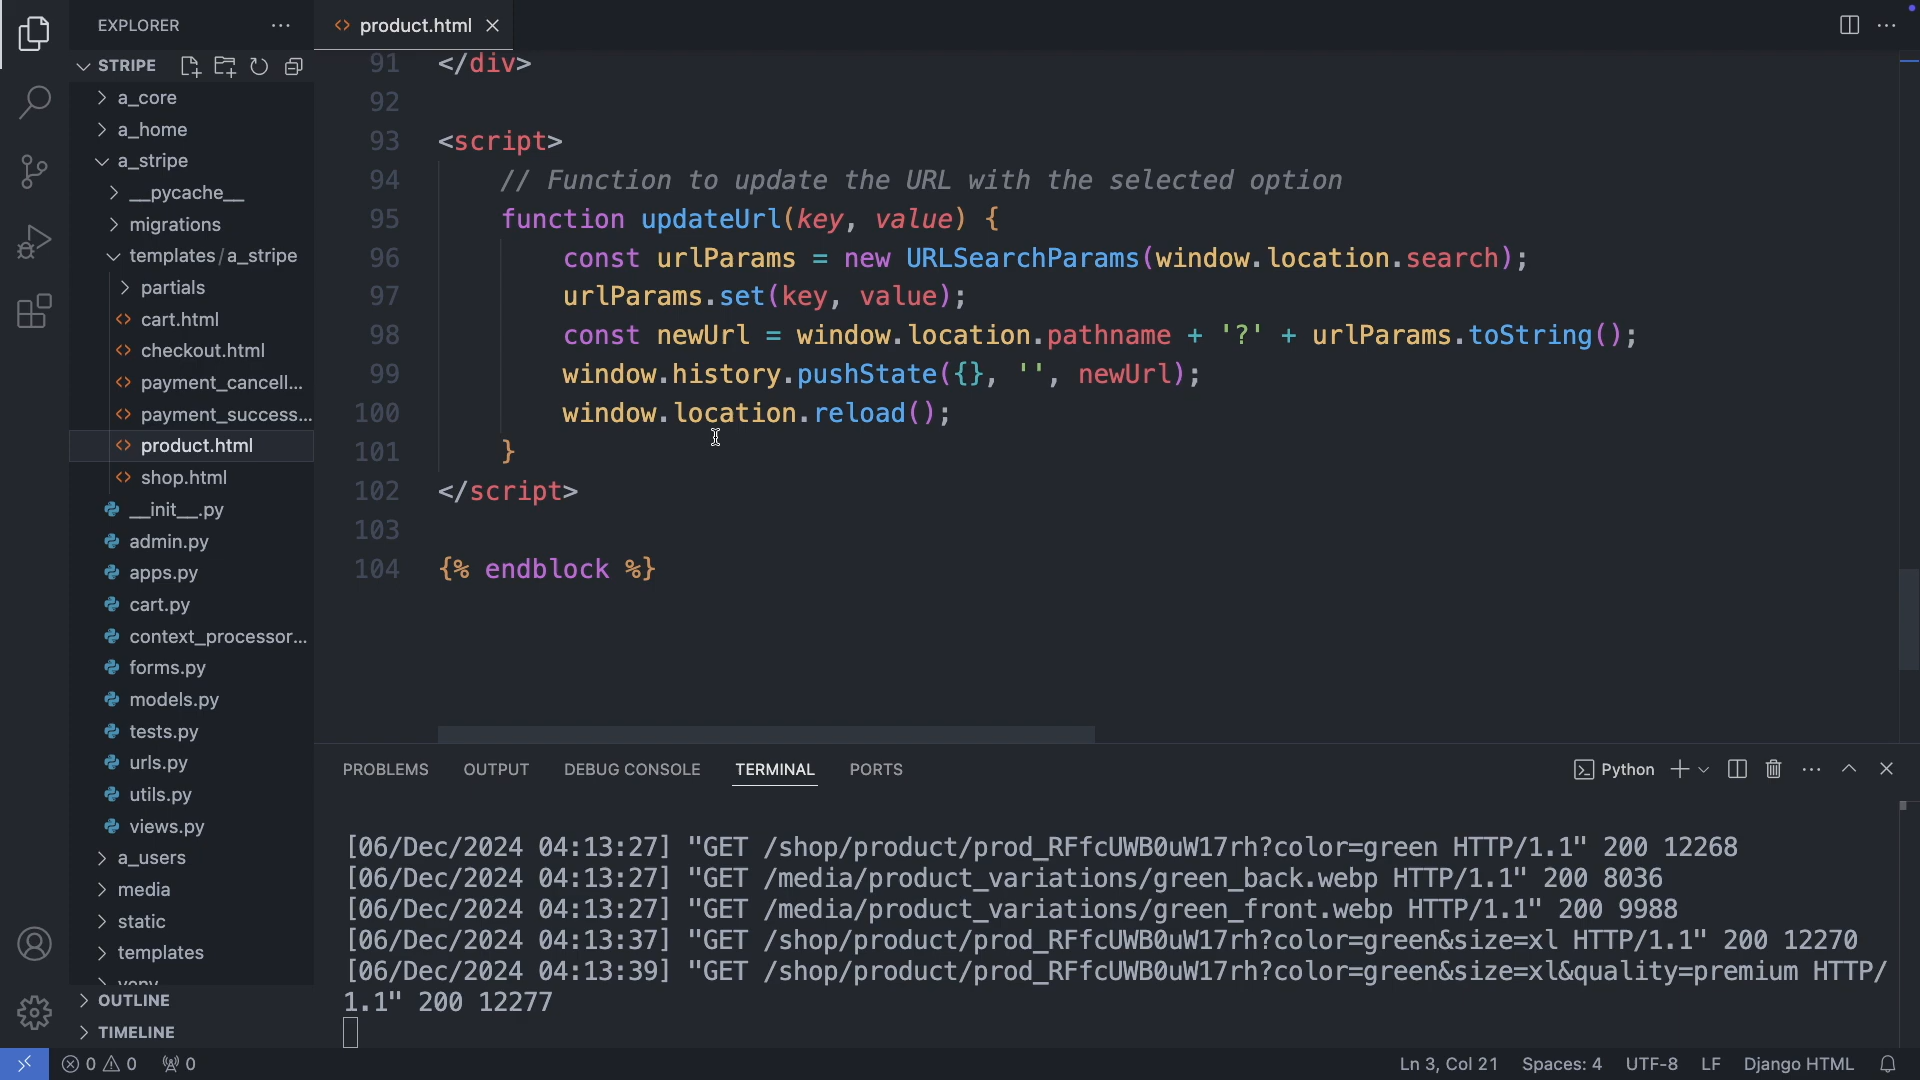 EXPLORER
STRIPE
a_core
a_home
a_stripe
__pycache__
migrations
templates/a_stripe
partials
cart.html
checkout.html
payment_cancell...
payment_success...
product.html
shop.html
__init__.py
admin.py
apps.py
cart.py
context_processor...
forms.py
models.py
tests.py
urls.py
utils.py
views.py
a_users
media
static
templates
OUTLINE
TIMELINE
product.html
91 </div>
92
93 <script>
94 // Function to update the URL with the selected option
95 function updateUrl(key, value) {
96 const urlParams = new URLSearchParams(window.location.search);
97 urlParams.set(key, value);
98 const newUrl = window.location.pathname + '?' + urlParams.toString();
99 window.history.pushState({}, '', newUrl);
100 window.location.reload();
101 }
102 </script>
103
104 {% endblock %}
PROBLEMS OUTPUT DEBUG CONSOLE TERMINAL PORTS Python
[06/Dec/2024 04:13:27] "GET /shop/product/prod_RFfcUWB0uW17rh?color=green HTTP/1.1" 200 12268
[06/Dec/2024 04:13:27] "GET /media/product_variations/green_back.webp HTTP/1.1" 200 8036
[06/Dec/2024 04:13:27] "GET /media/product_variations/green_front.webp HTTP/1.1" 200 9988
[06/Dec/2024 04:13:37] "GET /shop/product/prod_RFfcUWB0uW17rh?color=green&size=xl HTTP/1.1" 200 12270
[06/Dec/2024 04:13:39] "GET /shop/product/prod_RFfcUWB0uW17rh?color=green&size=xl&quality=premium HTTP/
1.1" 200 12277
0 0 0 Ln 3, Col 21 Spaces: 4 UTF-8 LF Django HTML